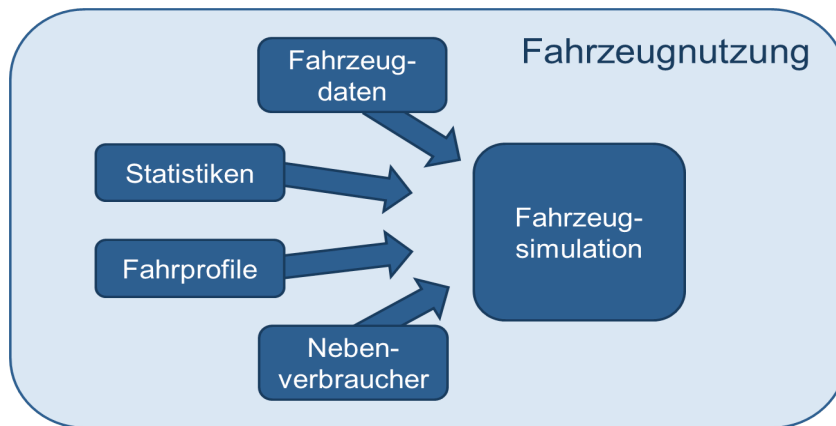 Fahrzeugnutzung
Fahrzeug-
daten
Statistiken
Fahrprofile
Neben-
verbraucher
Fahrzeug-
simulation